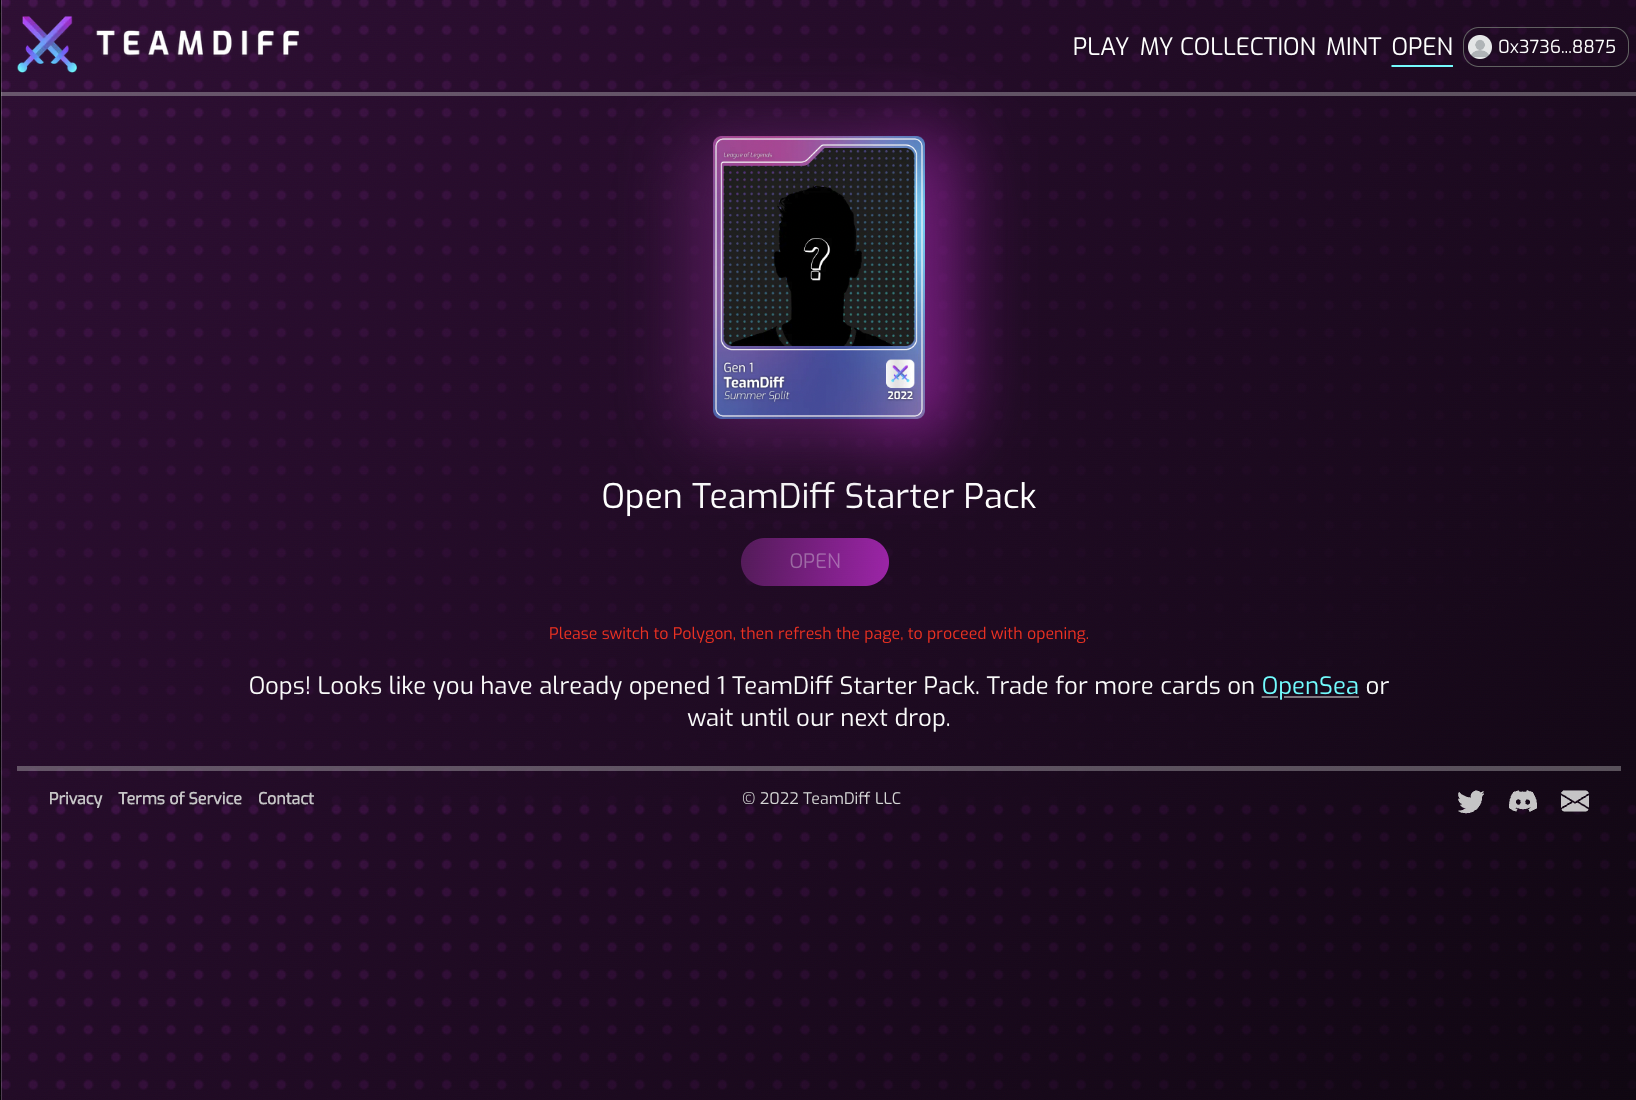 TEAMDIFF
PLAY MY COLLECTION MINT OPEN 0x3736...8875
League of Legends
?
Gen 1
TeamDiff
Summer Split
2022
Open TeamDiff Starter Pack
OPEN
Please switch to Polygon, then refresh the page, to proceed with opening.
Oops! Looks like you have already opened 1 TeamDiff Starter Pack. Trade for more cards on OpenSea or
wait until our next drop.
Privacy Terms of Service Contact © 2022 TeamDiff LLC